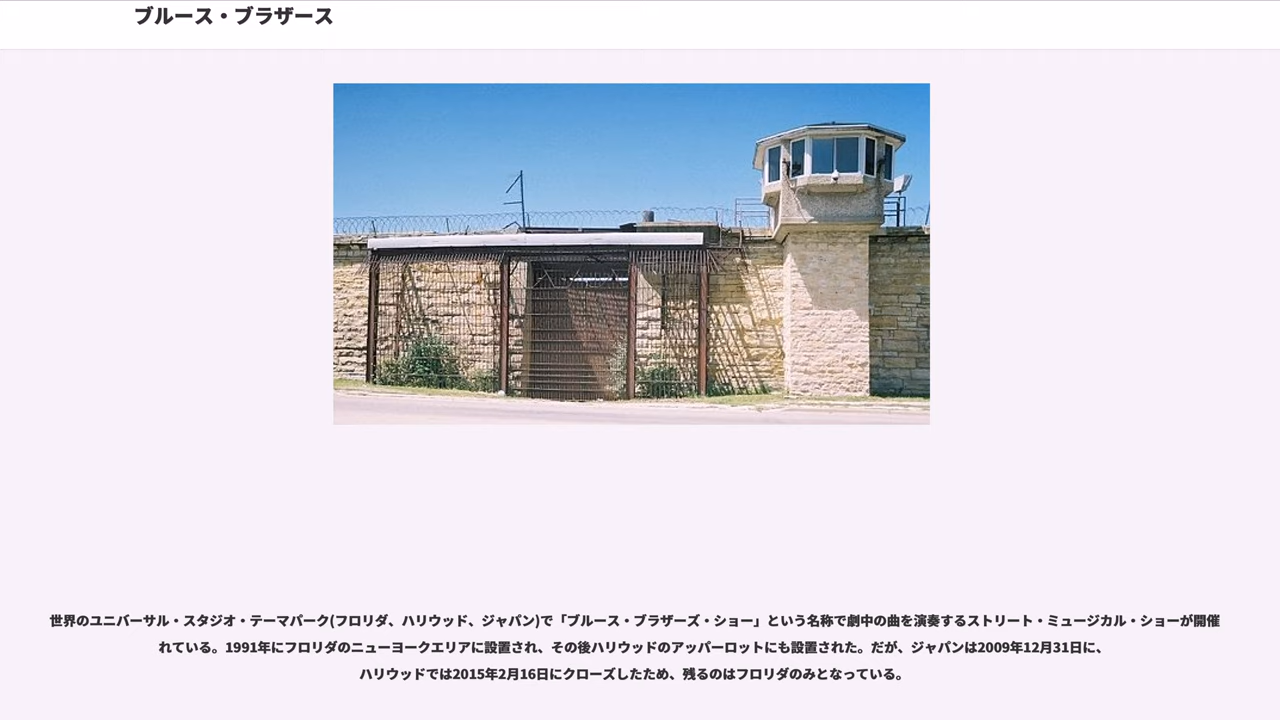 ブルース・ブラザース
世界のユニバーサル・スタジオ・テーマパーク(フロリダ、ハリウッド、ジャパン)で「ブルース・ブラザーズ・ショー」という名称で劇中の曲を演奏するストリート・ミュージカル・ショーが開催
れている。1991年にフロリダのニューヨークエリアに設置され、その後ハリウッドのアッパーロットにも設置された。だが、ジャパンは2009年12月31日に、
ハリウッドでは2015年2月16日にクローズしたため、残るのはフロリダのみとなっている。